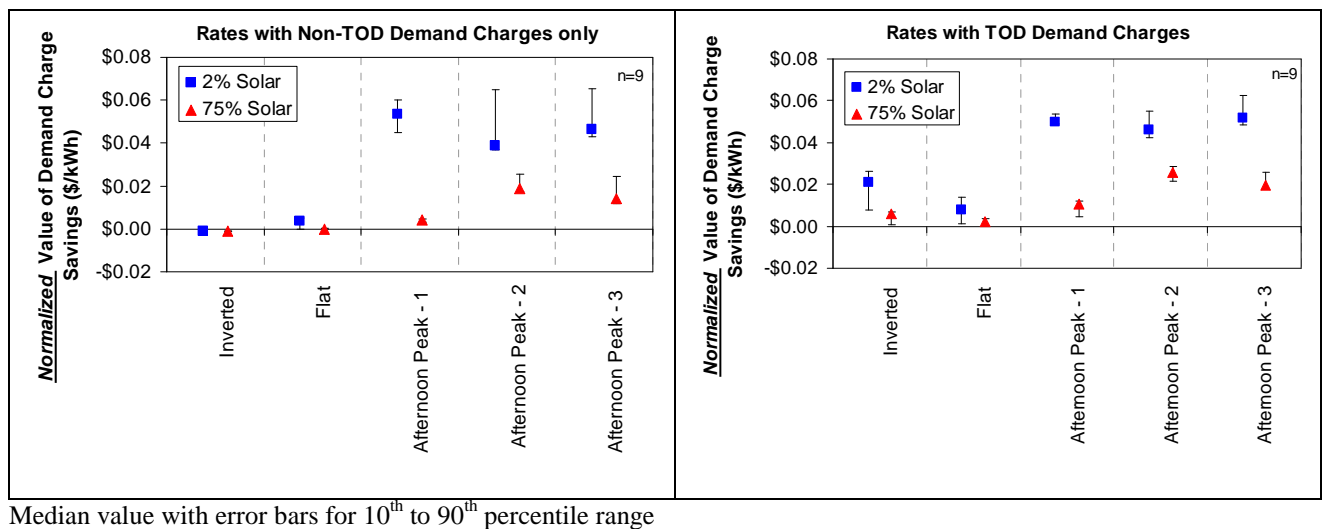 Rates with Non-TOD Demand Charges only
Normalized Value of Demand Charge
Savings ($/kWh)
$0.08
$0.06
$0.04
$0.02
$0.00
-$0.02
2% Solar
75% Solar
n=9
Inverted
Flat
Afternoon Peak - 1
Afternoon Peak - 2
Afternoon Peak - 3
Rates with TOD Demand Charges
Normalized Value of Demand Charge
Savings ($/kWh)
$0.08
$0.06
$0.04
$0.02
$0.00
-$0.02
2% Solar
75% Solar
n=9
Inverted
Flat
Afternoon Peak - 1
Afternoon Peak - 2
Afternoon Peak - 3
Median value with error bars for 10th to 90th percentile range